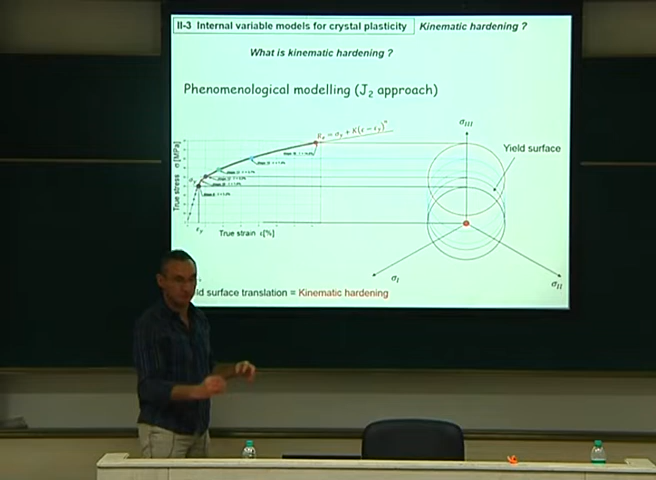 II-3 Internal variable models for crystal plasticity Kinematic hardening ?
What is kinematic hardening ?
Phenomenological modelling (J₂ approach)
σIII
Yield surface
True stress σ [MPa]
True strain ε[%]
σI
σII
ld surface translation = Kinematic hardening